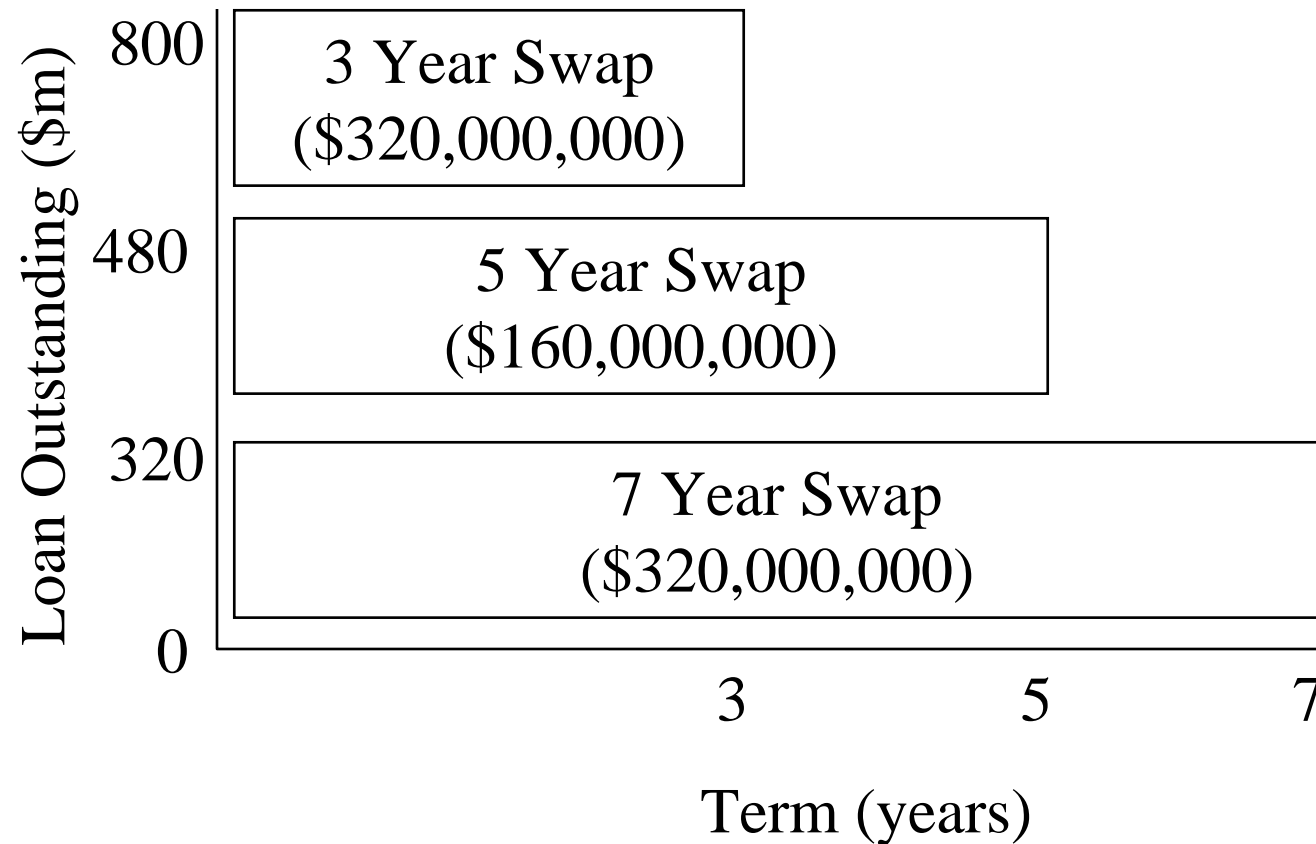 Loan Outstanding ($m)
800
3 Year Swap
($320,000,000)
480
5 Year Swap
($160,000,000)
320
7 Year Swap
($320,000,000)
0
3 5 7
Term (years)